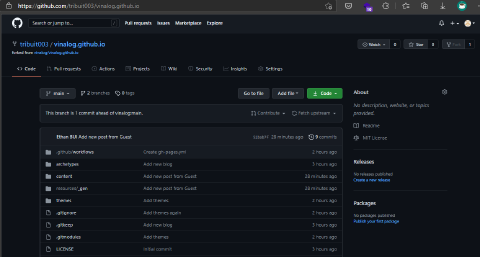 https://github.com/tribuit003/vinalog.github.io
Search or jump to...
Pull requests Issues Marketplace Explore
tribuit003 / vinalog.github.io
forked from vinalog/vinalog.github.io
Watch 0 Star 0 Fork 1
Code Pull requests Actions Projects Wiki Security Insights Settings
main 2 branches 0 tags Go to file Add file Code
This branch is 1 commit ahead of vinalog:main. Contribute Fetch upstream
Ethan BUI Add new post from Guest 28 minutes ago 9 commits
.github/workflows Create gh-pages.yml 2 hours ago
archetypes Add new blog 3 hours ago
content Add new post from Guest 28 minutes ago
resources/_gen Add new post from Guest 28 minutes ago
themes Add themes 2 hours ago
.gitignore Add themes again 2 hours ago
.gitkeep Add new blog 3 hours ago
.gitmodules Add themes 2 hours ago
LICENSE Initial commit 3 hours ago
About
No description, website, or topics
provided.
Readme
MIT License
Releases
No releases published
Create a new release
Packages
No packages published
Publish your first package